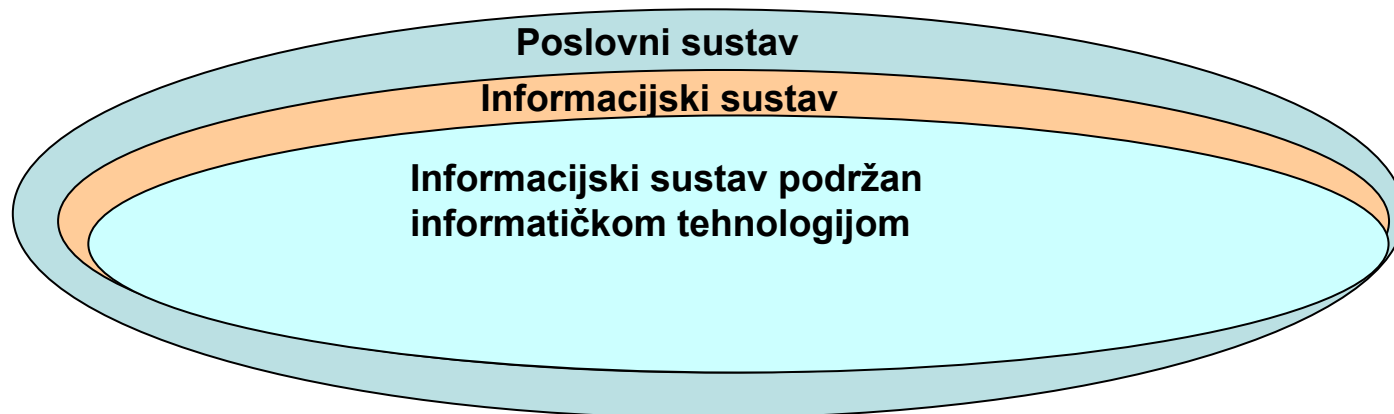 Poslovni sustav
Informacijski sustav
Informacijski sustav podržan
informatičkom tehnologijom